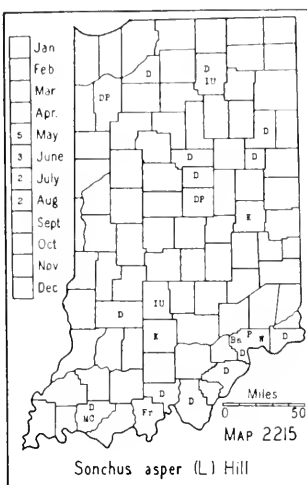 Jan
Feb
Mar
Apr.
5 May
3 June
2 July
2 Aug
Sept
Oct
Nov
Dec
D
D
IU
DP
D
D
D
D
DP
K
IU
D
K
Ba P W D
D
D
D
D
D
MC
Fr
Miles
0 50
MAP 2215
Sonchus asper (L) Hill